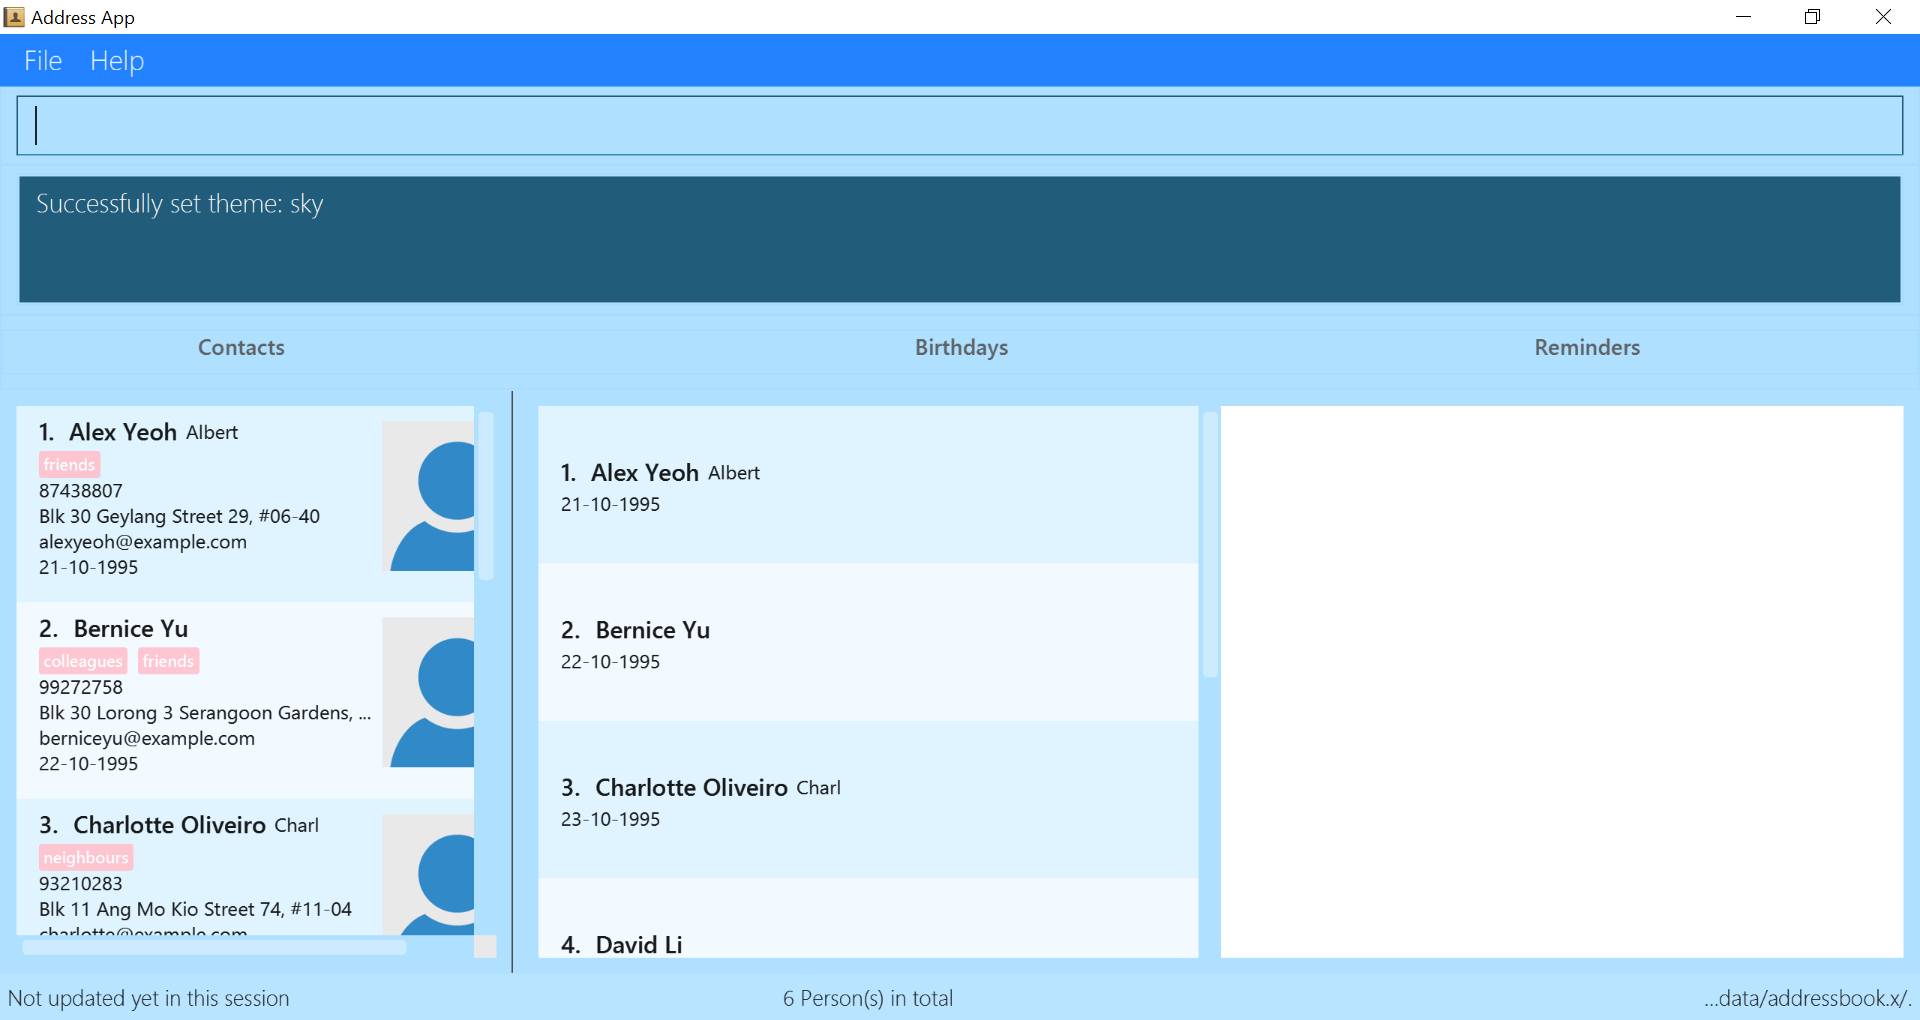 Address App
File Help
Successfully set theme: sky
Contacts
Birthdays
Reminders
1. Alex Yeoh Albert
friends
87438807
Blk 30 Geylang Street 29, #06-40
alexyeoh@example.com
21-10-1995
2. Bernice Yu
colleagues friends
99272758
Blk 30 Lorong 3 Serangoon Gardens, ...
berniceyu@example.com
22-10-1995
3. Charlotte Oliveiro Charl
neighbours
93210283
Blk 11 Ang Mo Kio Street 74, #11-04
charlotte@example.com
1. Alex Yeoh Albert
21-10-1995
2. Bernice Yu
22-10-1995
3. Charlotte Oliveiro Charl
23-10-1995
4. David Li
Not updated yet in this session
6 Person(s) in total
...data/addressbook.x/.